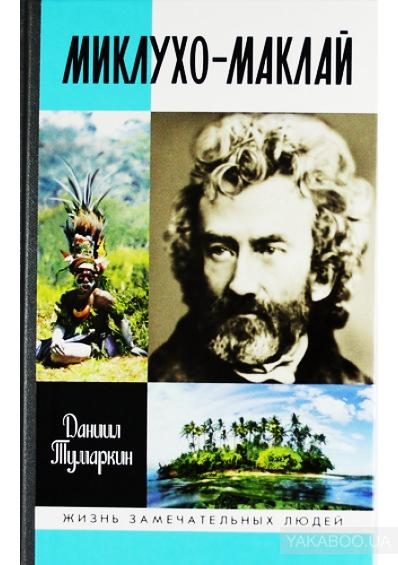 МИКЛУХО-МАКЛАЙ
Даниил
Тумаркин
ЖИЗНЬ ЗАМЕЧАТЕЛЬНЫХ ЛЮДЕЙ
YAKABOO.UA